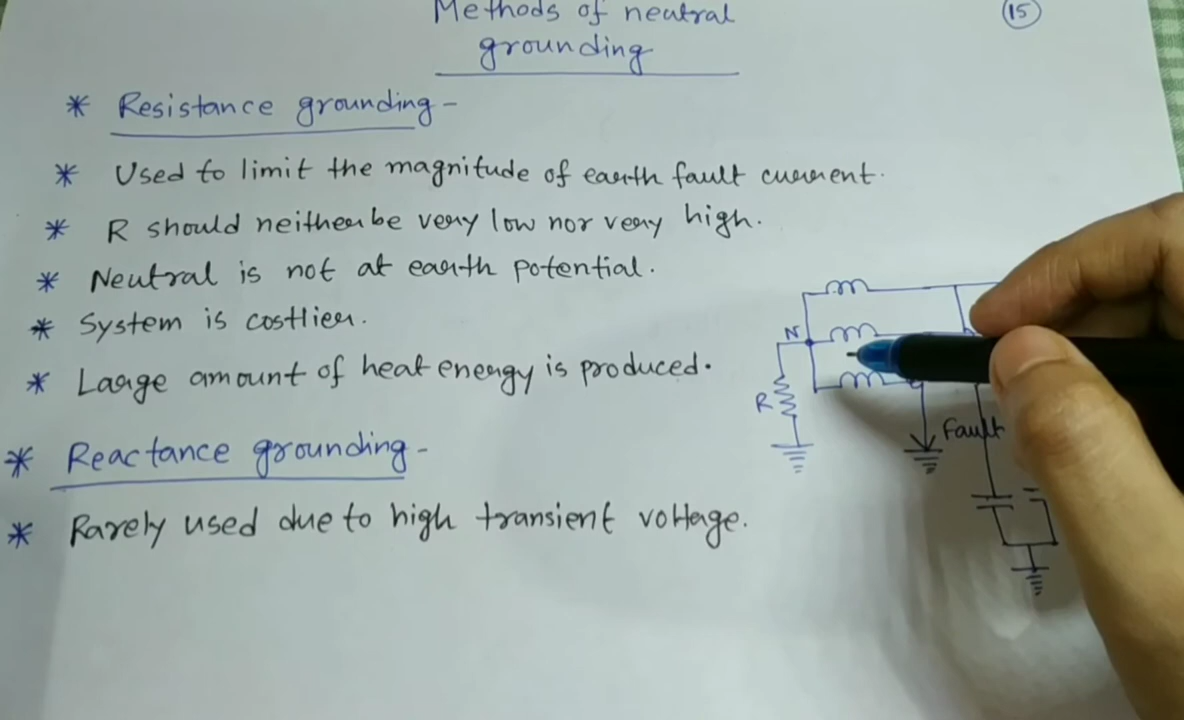 Methods of neutral
grounding
15
* Resistance grounding -
* Used to limit the magnitude of earth fault current.
* R should neither be very low nor very high.
* Neutral is not at earth potential.
* System is costlier.
* Large amount of heat energy is produced.
N
R
Fault
* Reactance grounding -
* Rarely used due to high transient voltage.